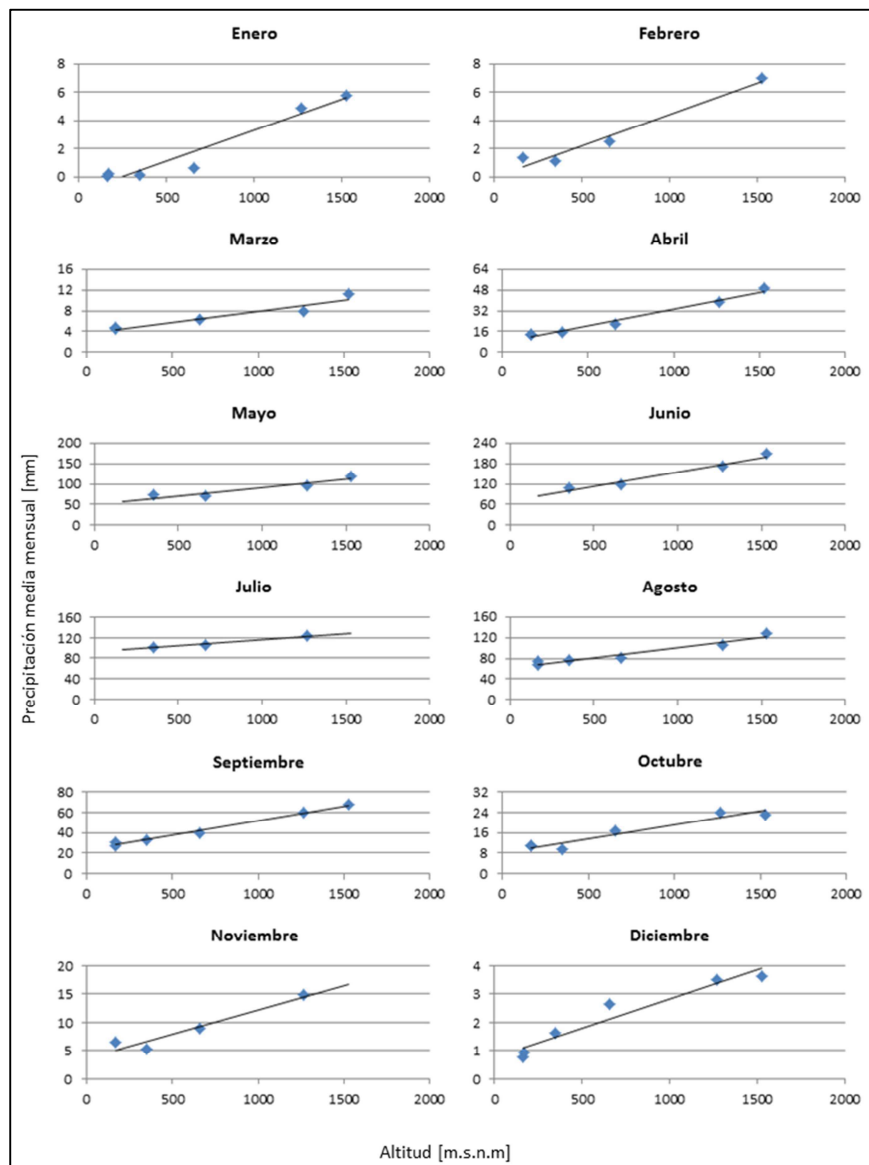 Enero
8
6
4
2
0
0 500 1000 1500 2000
Febrero
8
6
4
2
0
0 500 1000 1500 2000
Marzo
16
12
8
4
0
0 500 1000 1500 2000
Abril
64
48
32
16
0
0 500 1000 1500 2000
Mayo
200
150
100
50
0
0 500 1000 1500 2000
Junio
240
180
120
60
0
0 500 1000 1500 2000
Julio
160
120
80
40
0
0 500 1000 1500 2000
Agosto
160
120
80
40
0
0 500 1000 1500 2000
Septiembre
80
60
40
20
0
0 500 1000 1500 2000
Octubre
32
24
16
8
0
0 500 1000 1500 2000
Noviembre
20
15
10
5
0
0 500 1000 1500 2000
Diciembre
4
3
2
1
0
0 500 1000 1500 2000
Precipitación media mensual [mm]
Altitud [m.s.n.m]